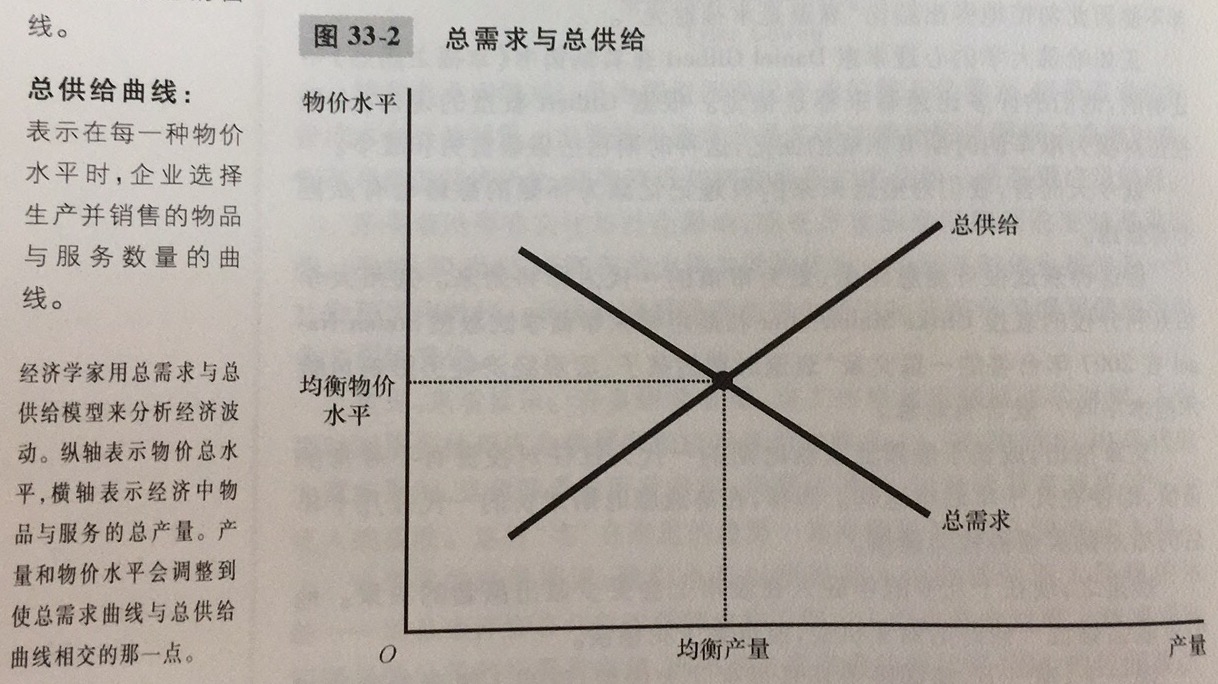 线。
总供给曲线：
表示在每一种物价
水平时，企业选择
生产并销售的物品
与服务数量的曲
线。
经济学家用总需求与总
供给模型来分析经济波
动。纵轴表示物价总水
平，横轴表示经济中物
品与服务的总产量。产
量和物价水平会调整到
使总需求曲线与总供给
曲线相交的那一点。
图 33-2 总需求与总供给
物价水平
总供给
均衡物价
水平
总需求
O
均衡产量
产量